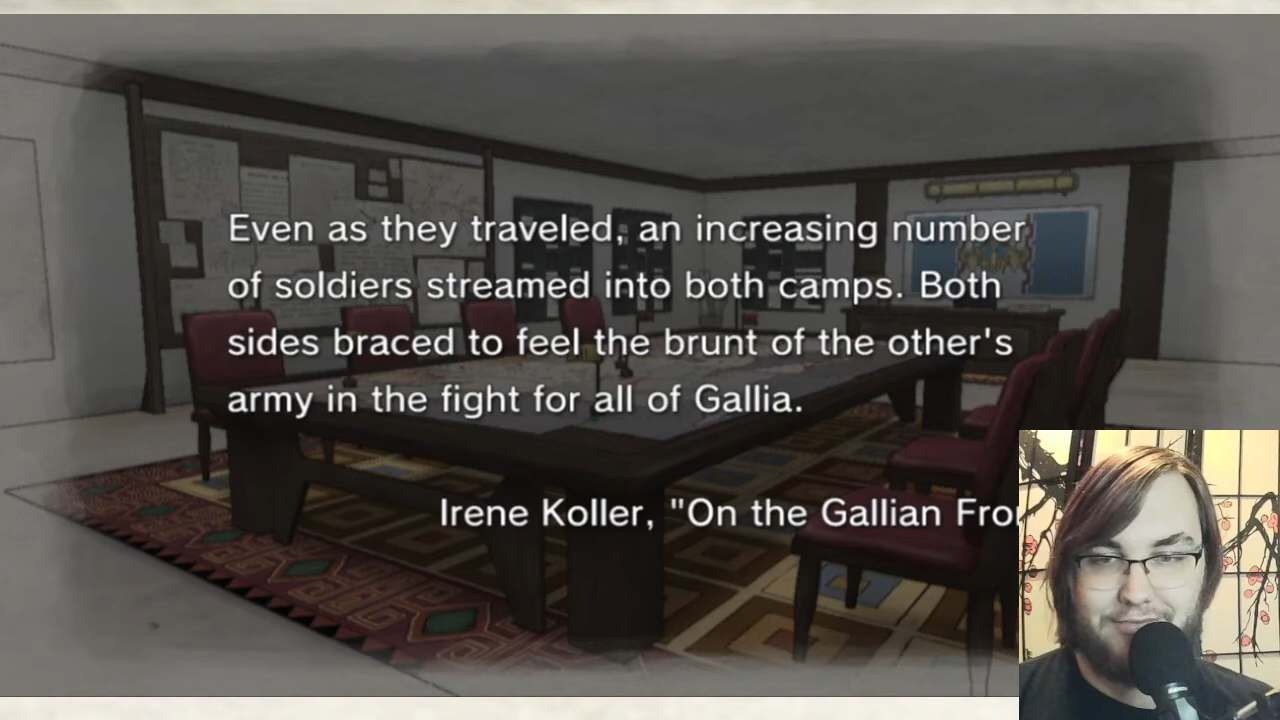 Even as they traveled, an increasing number
of soldiers streamed into both camps. Both
sides braced to feel the brunt of the other's
army in the fight for all of Gallia.
Irene Koller, "On the Gallian